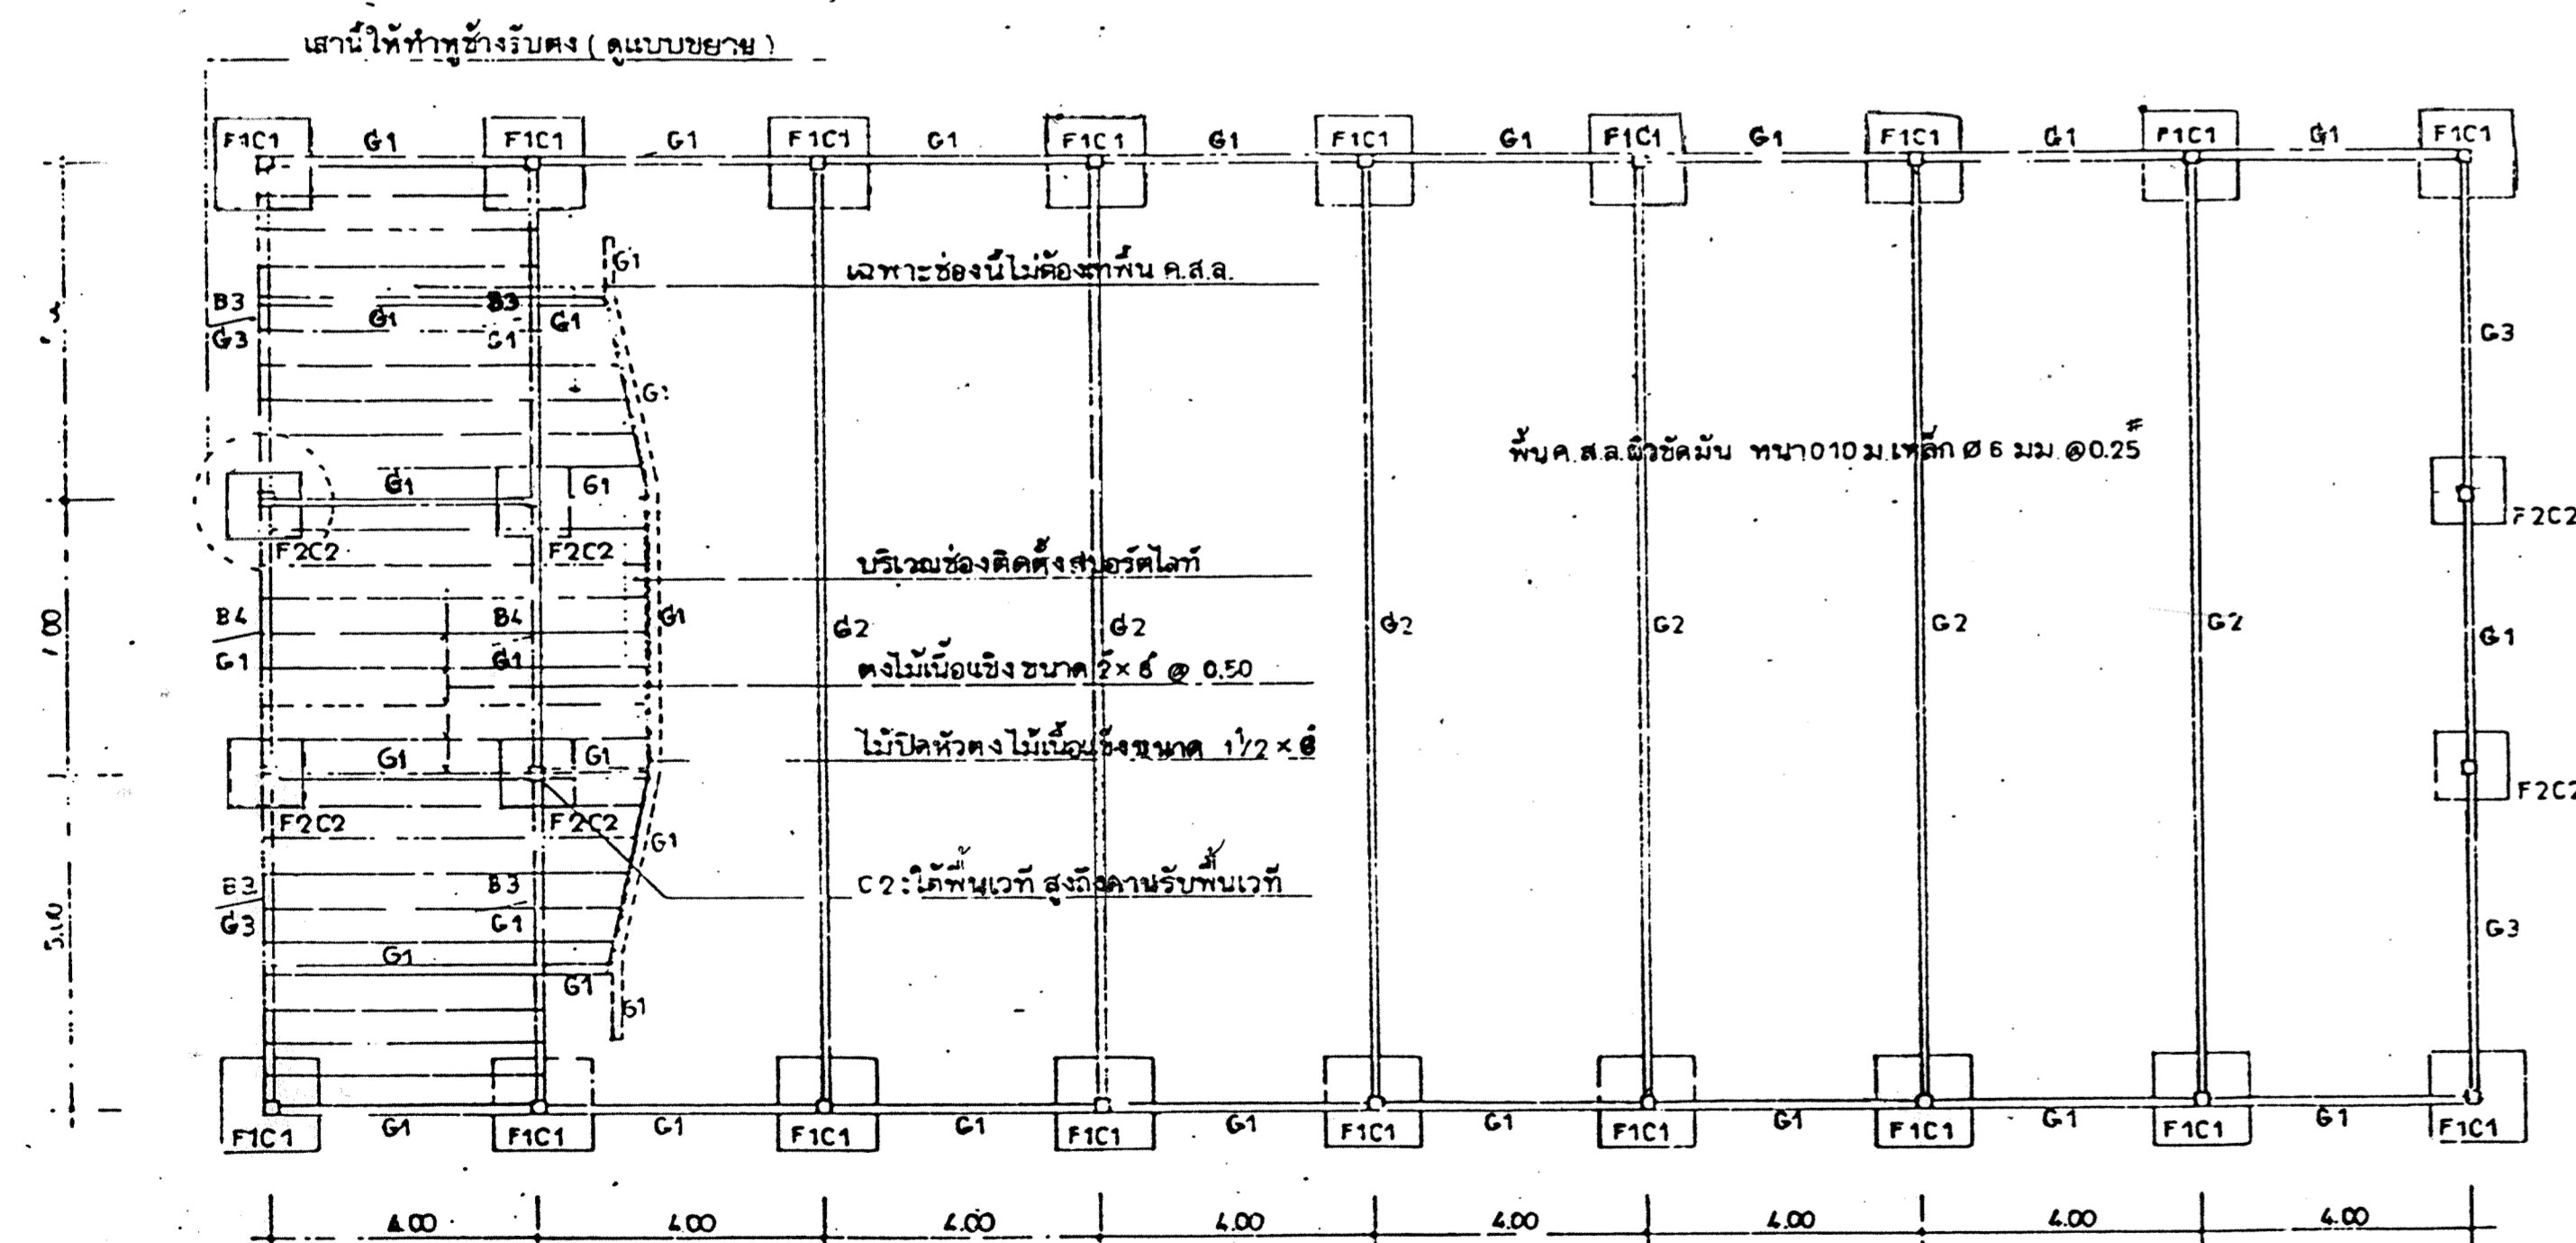 เสานี้ให้ทำหูช้างรับตง ( ดูแบบขยาย )
F1C1 G1 F1C1 G1 F1C1 G1 F1C1 G1 F1C1 G1 F1C1 G1 F1C1 G1 F1C1 G1 F1C1
G1
เฉพาะช่องนี้ไม่ต้องเทพื้น ค.ส.ล.
B3 B3
G1 G1
G3 G1 G3
G1
พื้น ค.ส.ล.ผิวขัดมัน หนา 0.10 ม.เหล็ก Ø 6 มม. @ 0.25 #
G1 G1
F2C2 F2C2 F2C2
บริเวณช่องติดตั้งสปอร์ตไลท์
B4 B4 G1 G2 G2 G2 G2 G2 G2 G1
G1 G1
ตงไม้เนื้อแข็ง ขนาด 2" × 6" @ 0.50
ไม้ปิดหัวตงไม้เนื้อแข็งขนาด 1 1/2 × 6"
G1 G1
F2C2 F2C2 F2C2
G1
C2 :ใต้พื้นเวที สูงถึงคานรับพื้นเวที
B3 B3
G3 G1 G3
G1 G1
G1
F1C1 G1 F1C1 G1 F1C1 G1 F1C1 G1 F1C1 G1 F1C1 G1 F1C1 G1 F1C1 G1 F1C1
5.00
4.00 4.00 4.00 4.00 4.00 4.00 4.00 4.00